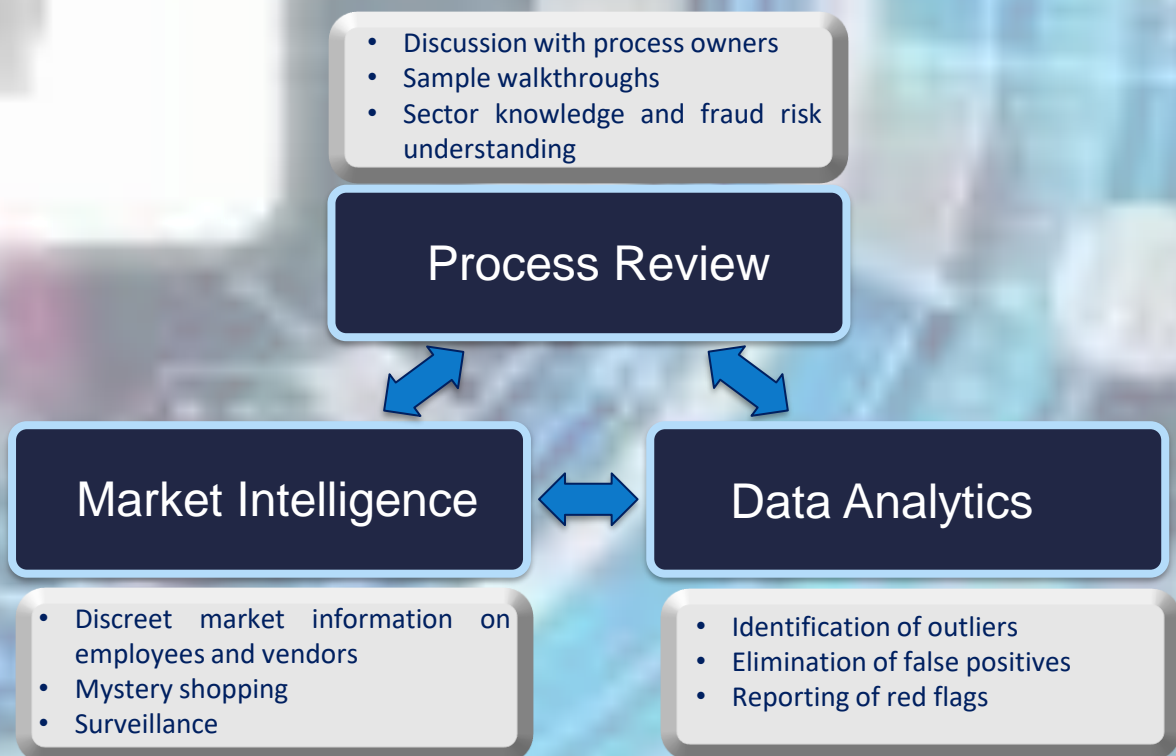 • Discussion with process owners
• Sample walkthroughs
• Sector knowledge and fraud risk
understanding
Process Review
Market Intelligence
Data Analytics
• Discreet market information on
employees and vendors
• Mystery shopping
• Surveillance
• Identification of outliers
• Elimination of false positives
• Reporting of red flags